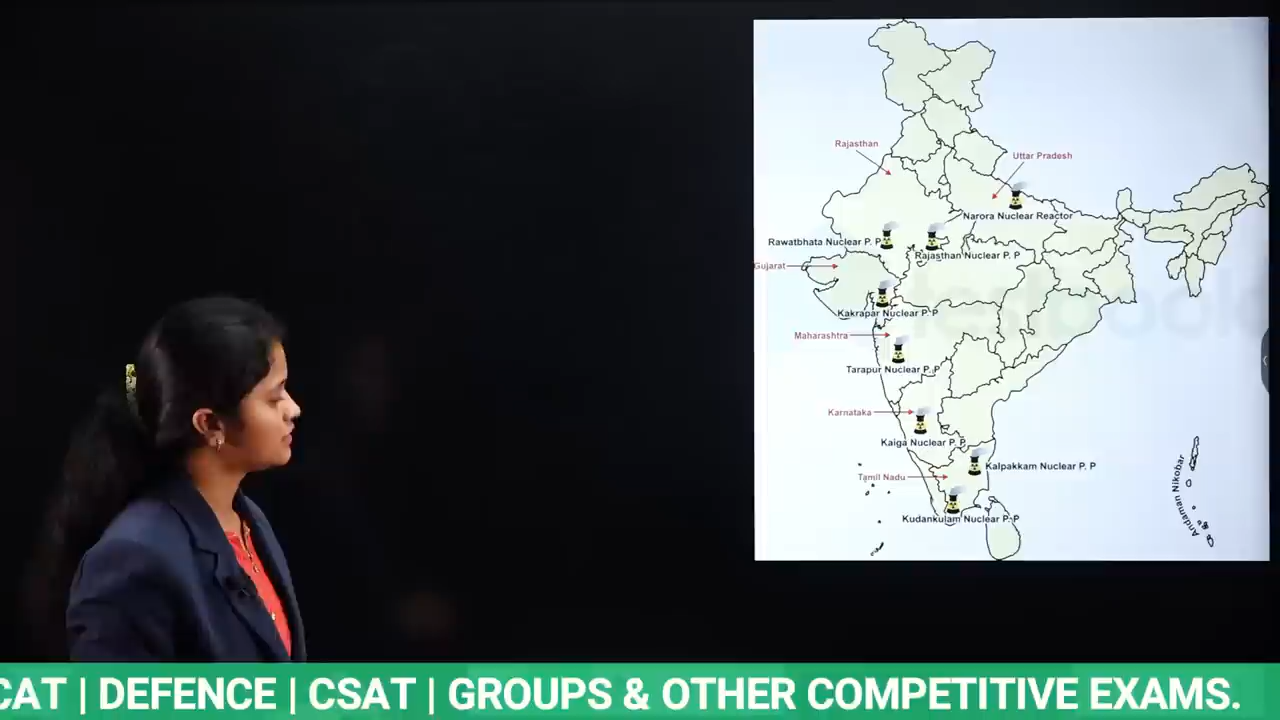 Rajasthan
Uttar Pradesh
Narora Nuclear Reactor
Rawatbhata Nuclear P. P
Rajasthan Nuclear P. P
Gujarat
Kakrapar Nuclear P. P
Maharashtra
Tarapur Nuclear P. P
Karnataka
Kaiga Nuclear P. P
Kalpakkam Nuclear P. P
Tamil Nadu
Kudankulam Nuclear P. P
Andaman Nikobar
CAT | DEFENCE | CSAT | GROUPS & OTHER COMPETITIVE EXAMS.